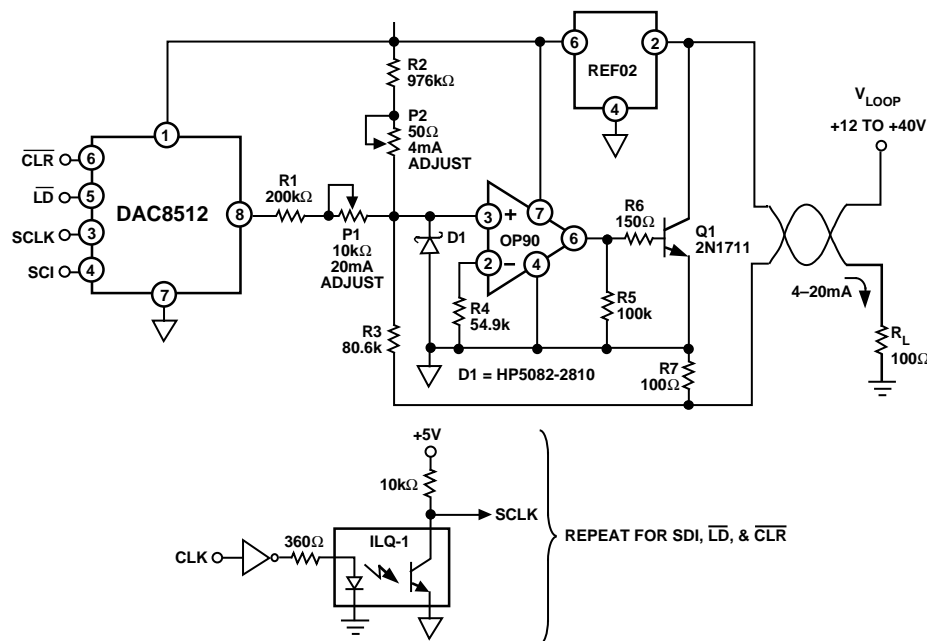 6
2
REF02
4
R2
976kΩ
P2
50Ω
4mA
ADJUST
V LOOP
+12 TO +40V
1
CLR
6
LD
5
SCLK
3
SCI
4
DAC8512
8
7
R1
200kΩ
P1
10kΩ
20mA
ADJUST
D1
3
+
7
OP90
6
2
–
4
R4
54.9k
R6
150Ω
Q1
2N1711
R5
100k
4–20mA
R3
80.6k
D1 = HP5082-2810
R7
100Ω
RL
100Ω
+5V
10kΩ
SCLK
ILQ-1
360Ω
CLK
REPEAT FOR SDI, LD, & CLR